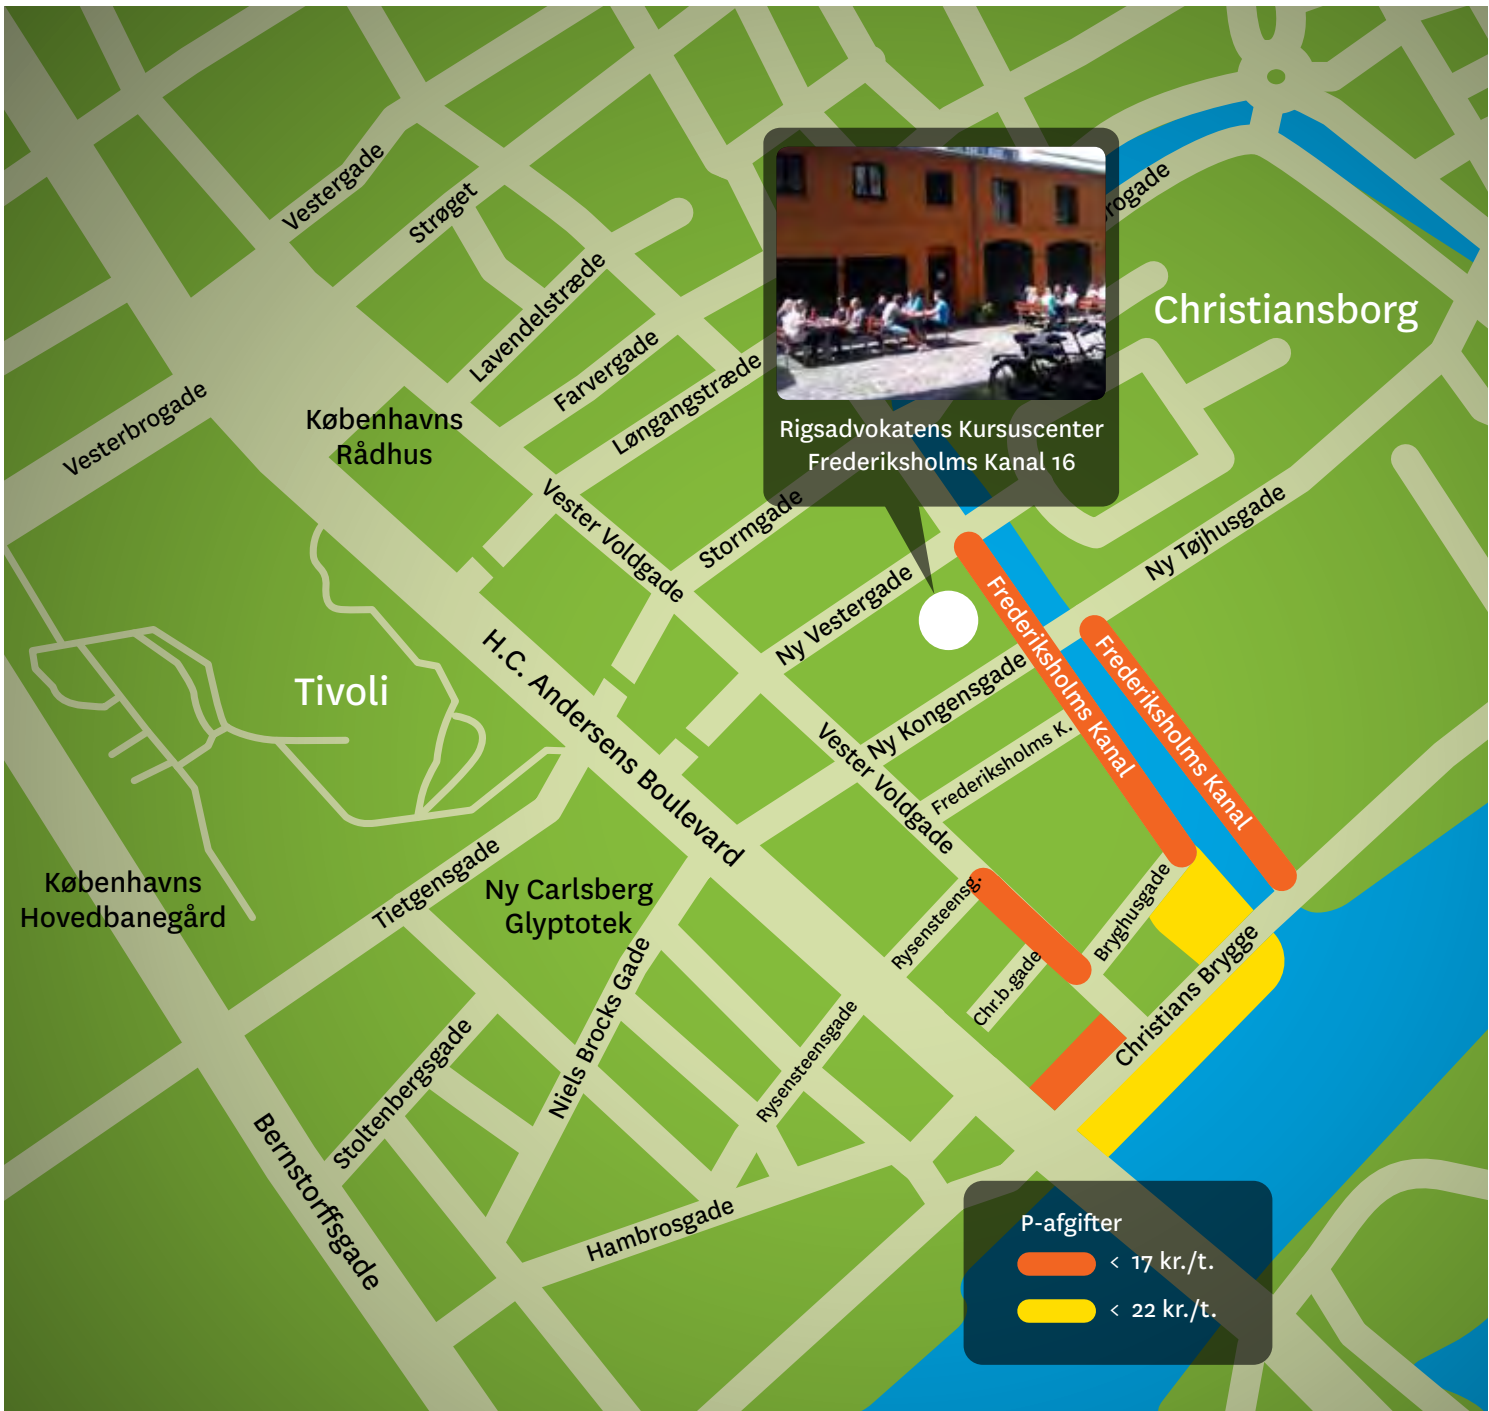 Vestergade
Strøget
Lavendelstræde
Farvergade
Løngangstræde
Vesterbrogade
Københavns
Rådhus
Rigsadvokatens Kursuscenter
Frederiksholms Kanal 16
Christiansborg
Vester Voldgade
Stormgade
Ny Vestergade
Ny Tøjhusgade
Frederiksholms Kanal
Frederiksholms Kanal
H.C. Andersens Boulevard
Tivoli
Ny Kongensgade
Frederiksholms K.
Vester Voldgade
Københavns
Hovedbanegård
Tietgensgade
Ny Carlsberg
Glyptotek
Rysensteensg.
Bryghusgade
Chr.b.gade
Christians Brygge
Niels Brocks Gade
Rysensteensgade
Stoltenbergsgade
Bernstorffsgade
Hambrosgade
P-afgifter
< 17 kr./t.
< 22 kr./t.